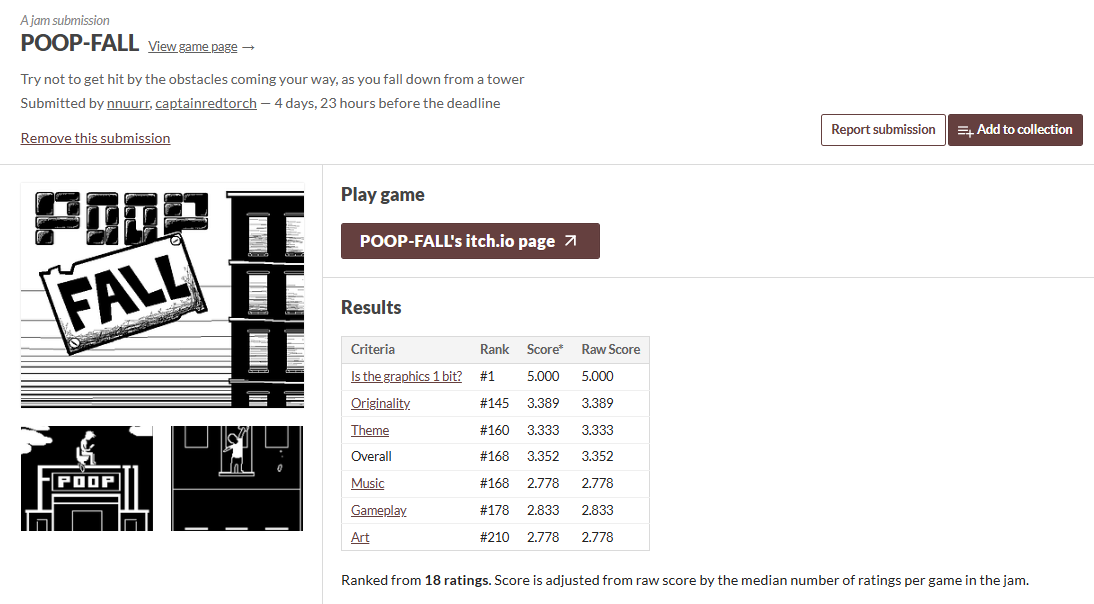 A jam submission
POOP-FALL View game page →
Try not to get hit by the obstacles coming your way, as you fall down from a tower
Submitted by nnuurr, captainredtorch — 4 days, 23 hours before the deadline
Remove this submission
Report submission
Add to collection
POOP
FALL
POOP
Play game
POOP-FALL's itch.io page ↗
Results
Criteria Rank Score* Raw Score
Is the graphics 1 bit? #1 5.000 5.000
Originality #145 3.389 3.389
Theme #160 3.333 3.333
Overall #168 3.352 3.352
Music #168 2.778 2.778
Gameplay #178 2.833 2.833
Art #210 2.778 2.778
Ranked from 18 ratings. Score is adjusted from raw score by the median number of ratings per game in the jam.